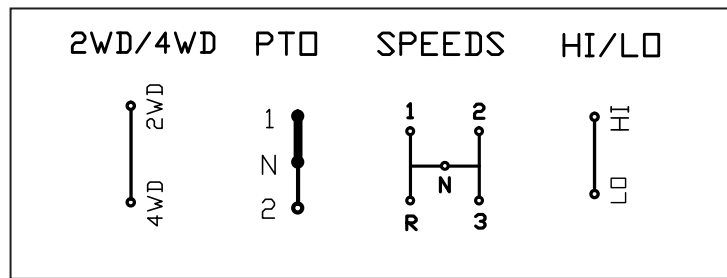 2WD/4WD PTO SPEEDS HI/LO
2WD
4WD
1
N
2
1 2
N
R 3
HI
LO